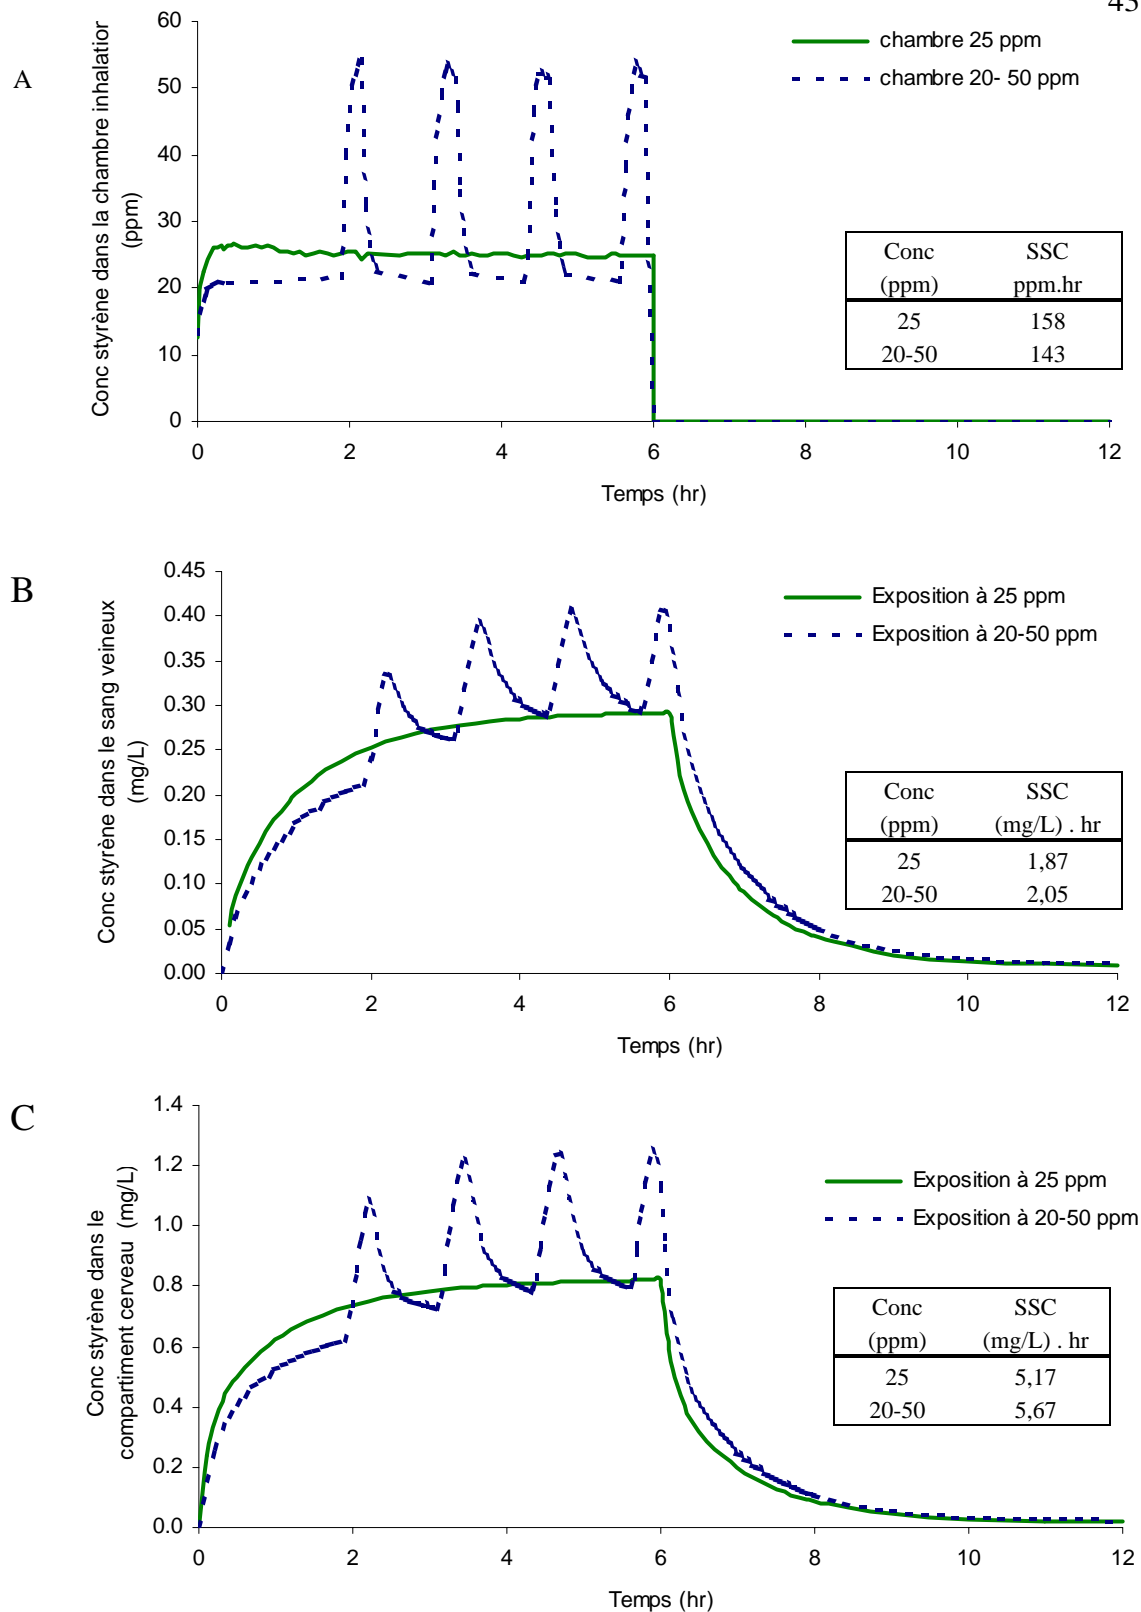 43
A
Conc styrène dans la chambre inhalatior
(ppm)
60
50
40
30
20
10
0
0 2 4 6 8 10 12
Temps (hr)
chambre 25 ppm
chambre 20- 50 ppm
Conc SSC
(ppm) ppm.hr
25 158
20-50 143
B
Conc styrène dans le sang veineux
(mg/L)
0.45
0.40
0.35
0.30
0.25
0.20
0.15
0.10
0.05
0.00
0 2 4 6 8 10 12
Temps (hr)
Exposition à 25 ppm
Exposition à 20-50 ppm
Conc SSC
(ppm) (mg/L) . hr
25 1,87
20-50 2,05
C
Conc styrène dans le
compartiment cerveau (mg/L)
1.4
1.2
1.0
0.8
0.6
0.4
0.2
0.0
0 2 4 6 8 10 12
Temps (hr)
Exposition à 25 ppm
Exposition à 20-50 ppm
Conc SSC
(ppm) (mg/L) . hr
25 5,17
20-50 5,67